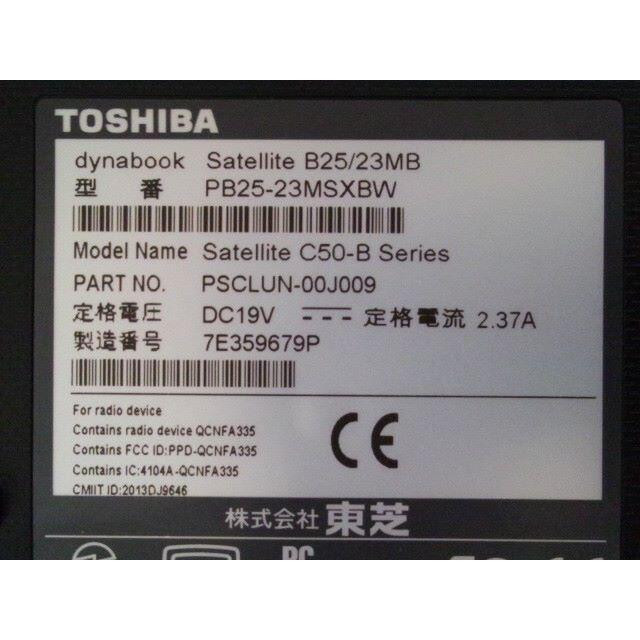 TOSHIBA
dynabook Satellite B25/23MB
型 番 PB25-23MSXBW
Model Name Satellite C50-B Series
PART NO. PSCLUN-00J009
定格電圧 DC19V 定格電流 2.37A
製造番号 7E359679P
For radio device
Contains radio device QCNFA335
Contains FCC ID:PPD-QCNFA335
Contains IC:4104A-QCNFA335
CMIIT ID:2013DJ9646
CE
株式会社 東芝
PC